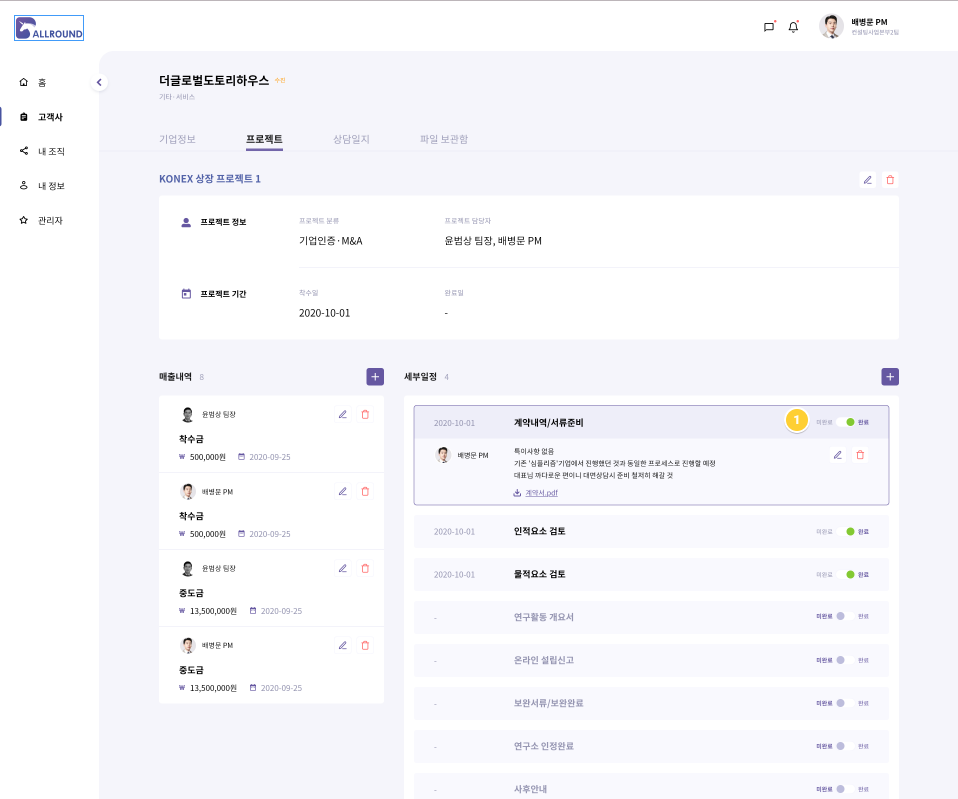 ALLROUND
배병문 PM
컨설팅사업본부2팀
홈
고객사
내 조직
내 정보
관리자
더글로벌도토리하우스 수진
기타·서비스
기업정보 프로젝트 상담일지 파일 보관함
KONEX 상장 프로젝트 1
프로젝트 정보
프로젝트 분류 프로젝트 담당자
기업인증·M&A 윤범상 팀장, 배병문 PM
프로젝트 기간
착수일 완료일
2020-10-01 -
매출내역 8
윤범상 팀장
착수금
₩ 500,000원 2020-09-25
배병문 PM
착수금
₩ 500,000원 2020-09-25
윤범상 팀장
중도금
₩ 13,500,000원 2020-09-25
배병문 PM
중도금
₩ 13,500,000원 2020-09-25
세부일정 4
2020-10-01 계약내역/서류준비 1 미완료 완료
배병문 PM
특이사항 없음
기존 '심플리즘'기업에서 진행했던 것과 동일한 프로세스로 진행할 예정
대표님 까다로운 편이니 대면상담시 준비 철저히 해갈 것
계약서.pdf
2020-10-01 인적요소 검토 미완료 완료
2020-10-01 물적요소 검토 미완료 완료
- 연구활동 개요서 미완료 완료
- 온라인 설립신고 미완료 완료
- 보완서류/보완완료 미완료 완료
- 연구소 인정완료 미완료 완료
- 사후안내 미완료 완료